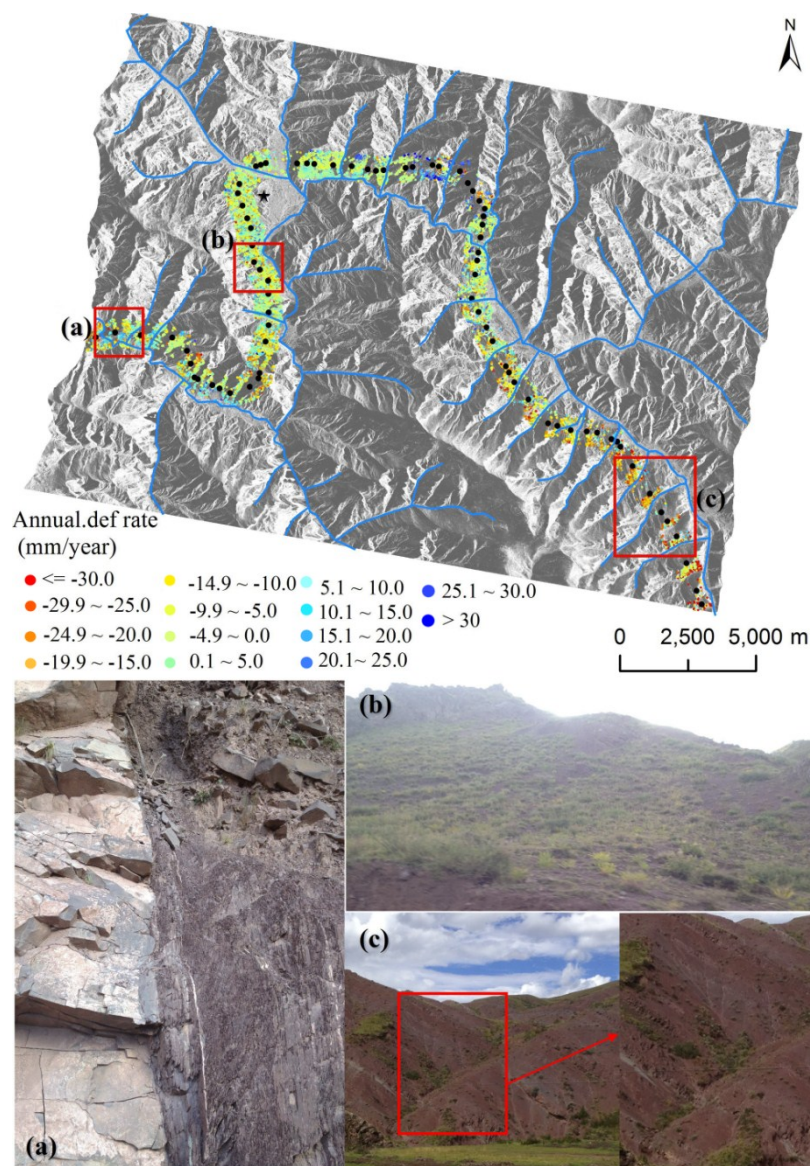 N
(b)
(a)
(c)
Annual.def rate
(mm/year)
<= -30.0
-29.9 ~ -25.0
-24.9 ~ -20.0
-19.9 ~ -15.0
-14.9 ~ -10.0
-9.9 ~ -5.0
-4.9 ~ 0.0
0.1 ~ 5.0
5.1 ~ 10.0
10.1 ~ 15.0
15.1 ~ 20.0
20.1~ 25.0
25.1 ~ 30.0
> 30
0 2,500 5,000 m
(b)
(c)
(a)